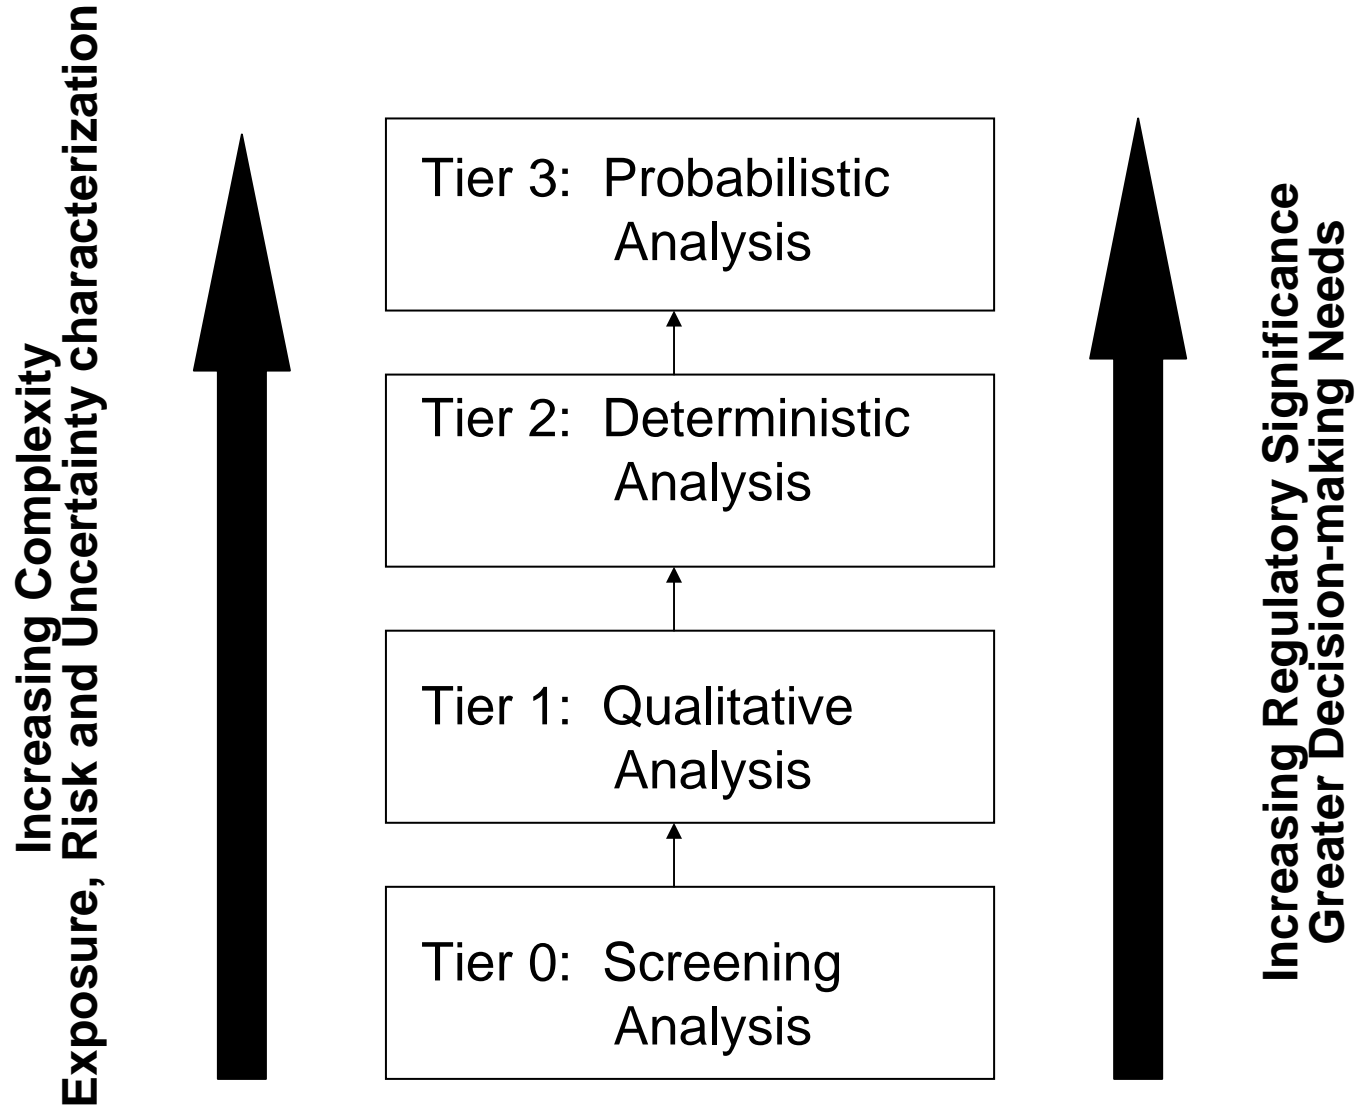 Increasing Complexity
Exposure, Risk and Uncertainty characterization
Tier 3: Probabilistic
Analysis
Tier 2: Deterministic
Analysis
Tier 1: Qualitative
Analysis
Tier 0: Screening
Analysis
Increasing Regulatory Significance
Greater Decision-making Needs